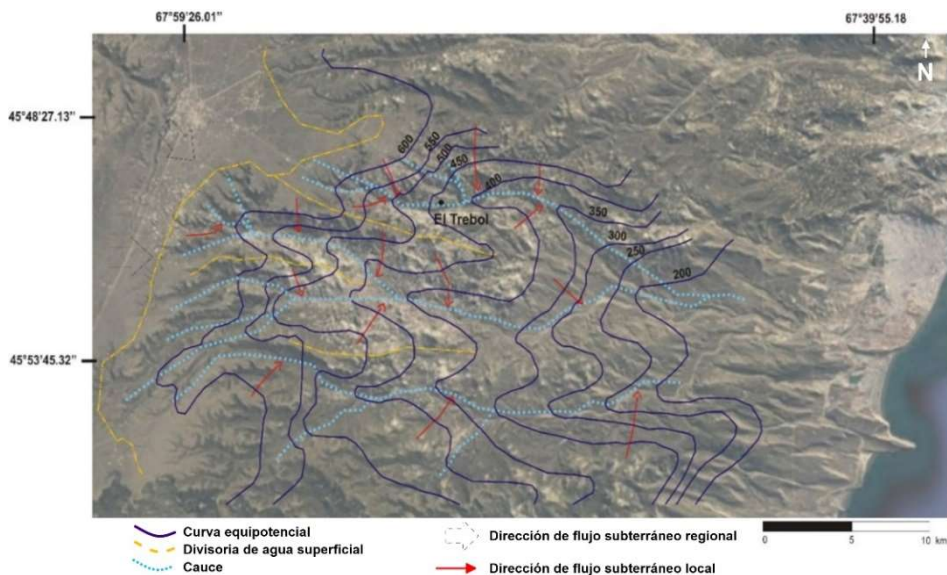 67°59'26.01''
67°39'55.18
N
45°48'27.13''
600
550
500
450
400
El Trebol
350
300
250
200
45°53'45.32''
Curva equipotencial
Divisoria de agua superficial
Cauce
Dirección de flujo subterráneo regional
Dirección de flujo subterráneo local
0 5 10 km